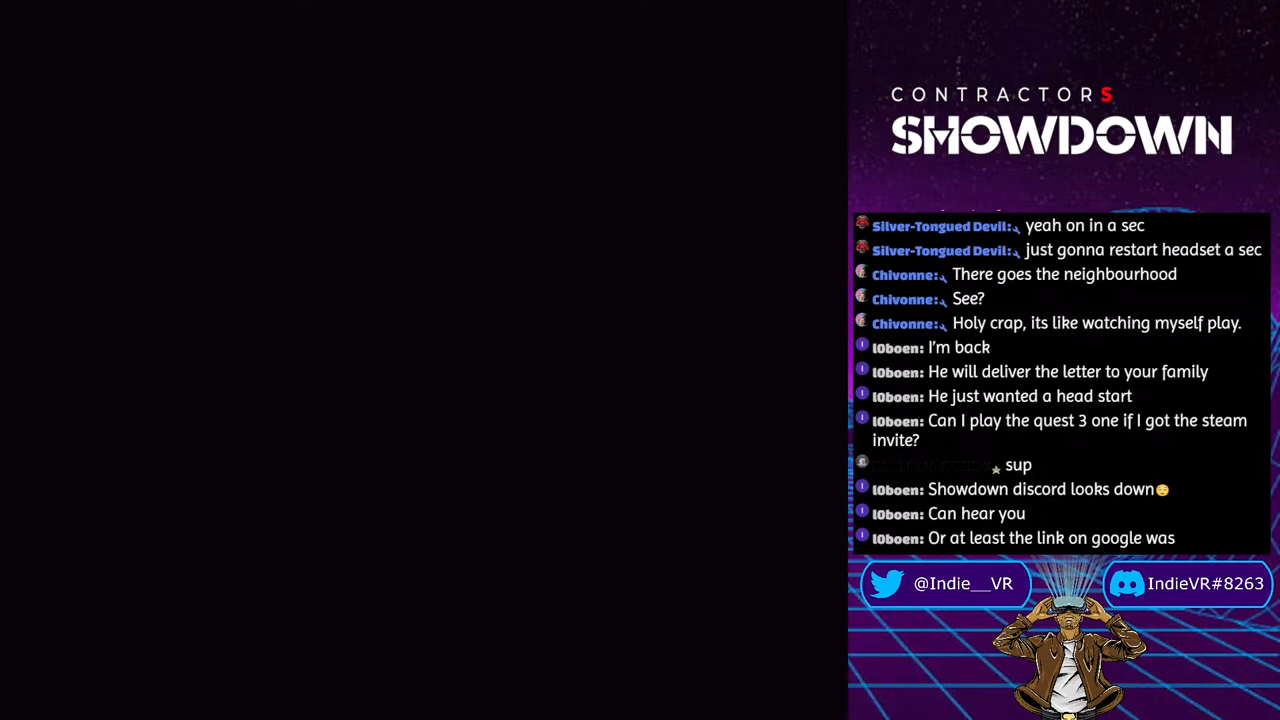 CONTRACTORS
SHOWDOWN
Silver-Tongued Devil: yeah on in a sec
Silver-Tongued Devil: just gonna restart headset a sec
Chivonne: There goes the neighbourhood
Chivonne: See?
Chivonne: Holy crap, its like watching myself play.
l0boen: I'm back
l0boen: He will deliver the letter to your family
l0boen: He just wanted a head start
l0boen: Can I play the quest 3 one if I got the steam
invite?
sup
l0boen: Showdown discord looks down😌
l0boen: Can hear you
l0boen: Or at least the link on google was
@Indie__VR
IndieVR#8263